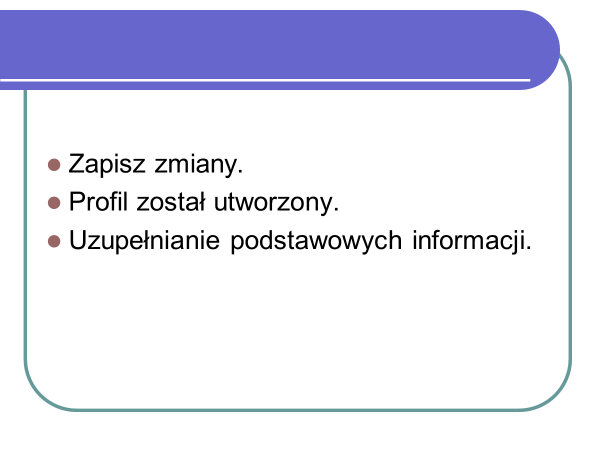 Zapisz zmiany.
Profil został utworzony.
Uzupełnianie podstawowych informacji.